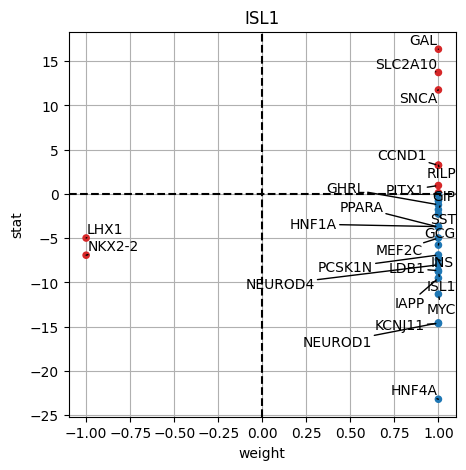 ISL1
GAL
SLC2A10
SNCA
CCND1
RILP
PITX1
GHRL
GIP
PPARA
SST
HNF1A
GCG
LHX1
NKX2-2
MEF2C
INS
PCSK1N
LDB1
NEUROD4
ISL1
IAPP
MYC
KCNJ11
NEUROD1
HNF4A
15
10
5
0
−5
−10
−15
−20
−25
stat
−1.00 −0.75 −0.50 −0.25 0.00 0.25 0.50 0.75 1.00
weight